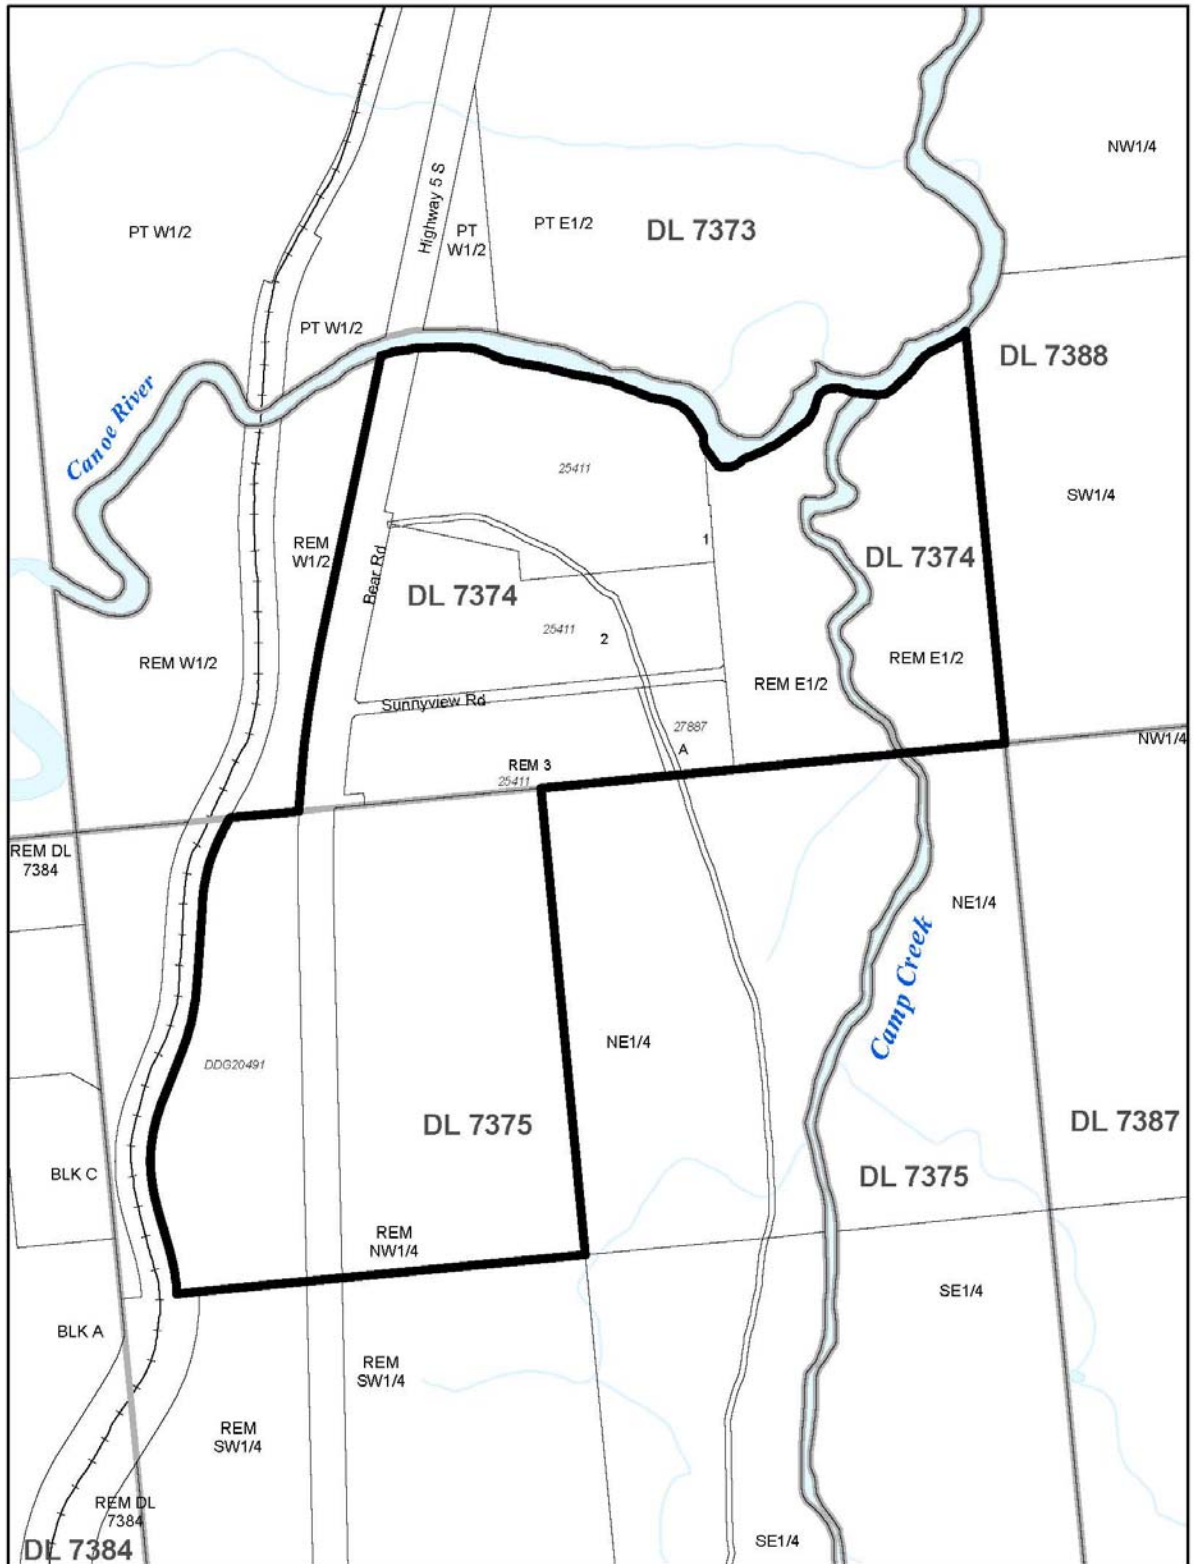 NW1/4
PT W1/2
Highway 5 S
PT
W1/2
PT E1/2
DL 7373
PT W1/2
DL 7388
Canoe River
25411
SW1/4
REM
W1/2
1
DL 7374
Bear Rd
DL 7374
25411
2
REM W1/2
REM E1/2
REM E1/2
Sunnyview Rd
27887
A
NW1/4
REM 3
25411
REM DL
7384
NE1/4
Camp Creek
NE1/4
DDG20491
DL 7375
DL 7387
BLK C
DL 7375
REM
NW1/4
SE1/4
BLK A
REM
SW1/4
REM
SW1/4
REM DL
7384
SE1/4
DL 7384